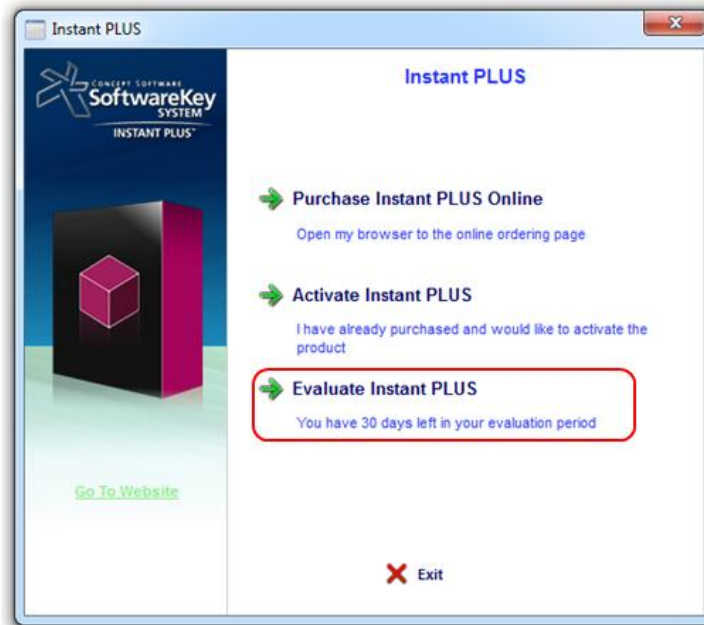 Instant PLUS
CONCEPT SOFTWARE
SoftwareKey
SYSTEM
INSTANT PLUS™
Instant PLUS
Purchase Instant PLUS Online
Open my browser to the online ordering page
Activate Instant PLUS
I have already purchased and would like to activate the
product
Evaluate Instant PLUS
You have 30 days left in your evaluation period
Go To Website
Exit